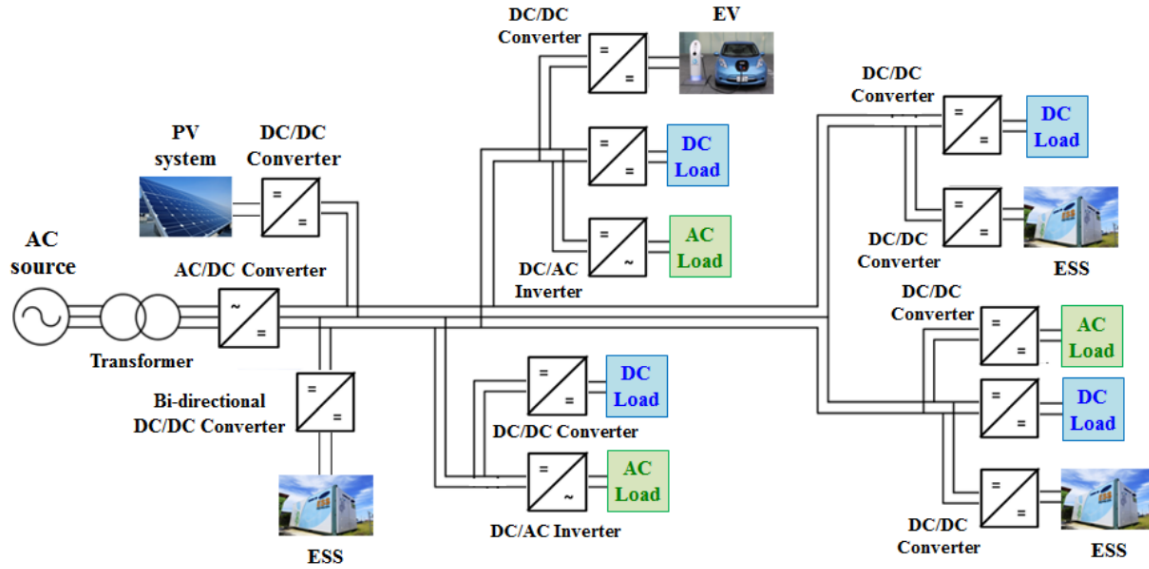 DC/DC
Converter
EV
DC
Load
AC
Load
DC/AC
Inverter
PV
system
DC/DC
Converter
AC
source
AC/DC Converter
Transformer
Bi-directional
DC/DC Converter
ESS
DC
Load
DC/DC Converter
AC
Load
DC/AC Inverter
DC/DC
Converter
DC
Load
DC/DC
Converter
ESS
DC/DC
Converter
AC
Load
DC
Load
DC/DC
Converter
ESS